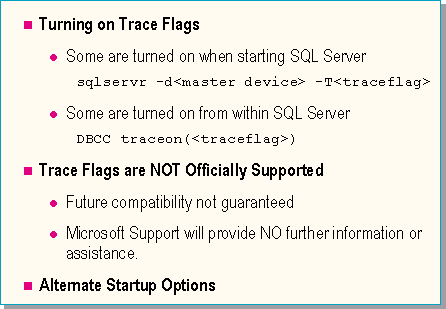 Turning on Trace Flags
Some are turned on when starting SQL Server
sqlservr -d<master device> -T<traceflag>
Some are turned on from within SQL Server
DBCC traceon(<traceflag>)
Trace Flags are NOT Officially Supported
Future compatibility not guaranteed
Microsoft Support will provide NO further information or
assistance.
Alternate Startup Options